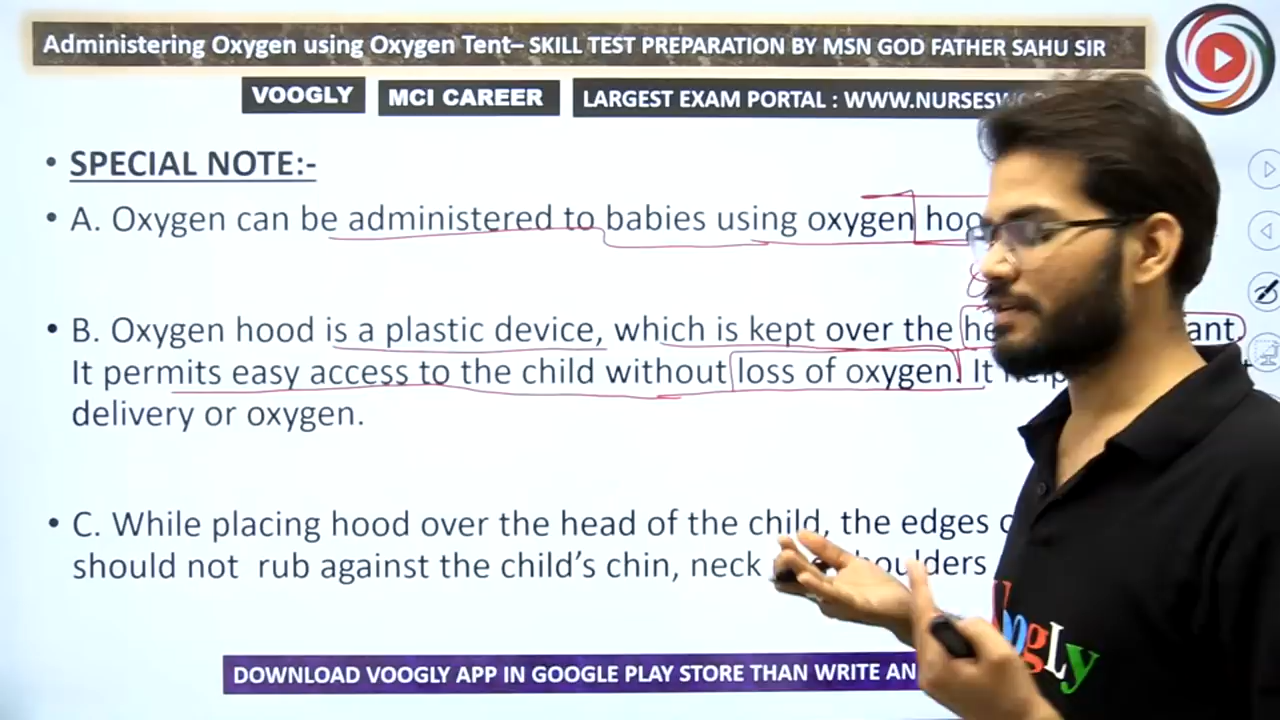 Administering Oxygen using Oxygen Tent– SKILL TEST PREPARATION BY MSN GOD FATHER SAHU SIR
VOOGLY MCI CAREER LARGEST EXAM PORTAL : WWW.NURSESW
• SPECIAL NOTE:-
• A. Oxygen can be administered to babies using oxygen
• B. Oxygen hood is a plastic device, which is kept over the
It permits easy access to the child without loss of oxygen. It
delivery or oxygen.
• C. While placing hood over the head of the child, the edges
should not rub against the child's chin, neck shoulders
VoogLy
DOWNLOAD VOOGLY APP IN GOOGLE PLAY STORE THAN WRITE